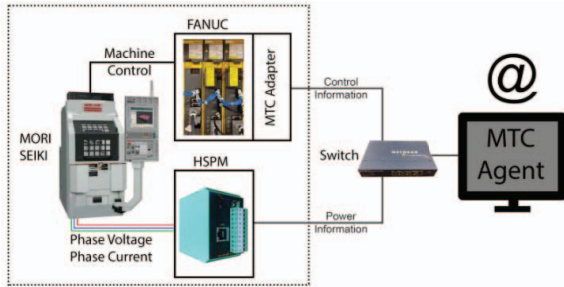 FANUC
Machine
Control
MTC Adapter
Control
Information
@
MORI
SEIKI
HSPM
Switch
NETGEAR
MTC
Agent
Phase Voltage
Phase Current
Power
Information